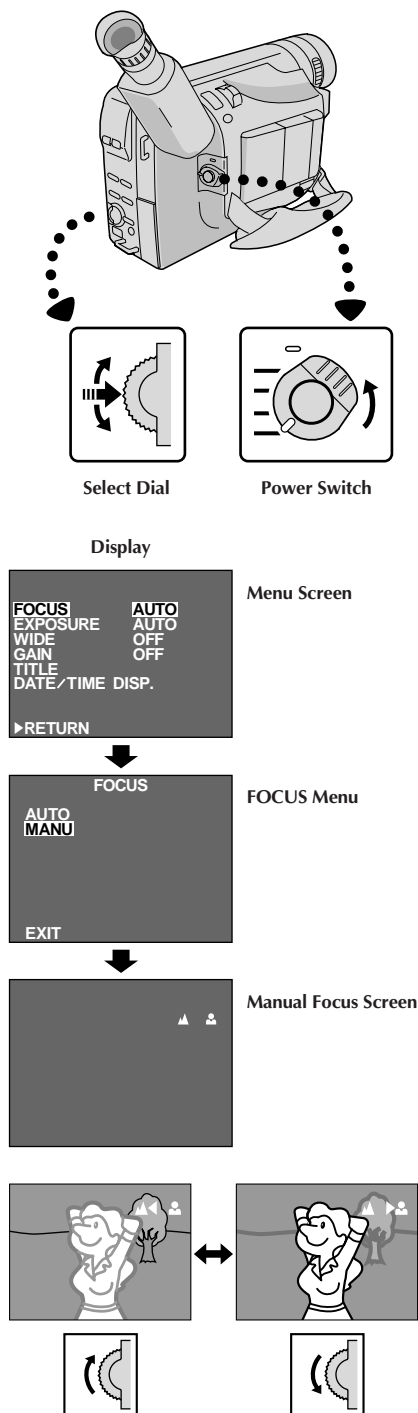 Select Dial
Power Switch
Display
Menu Screen
FOCUS AUTO
EXPOSURE AUTO
WIDE OFF
GAIN OFF
TITLE
DATE/TIME DISP.
▶RETURN
FOCUS Menu
FOCUS
AUTO
MANU
EXIT
Manual Focus Screen